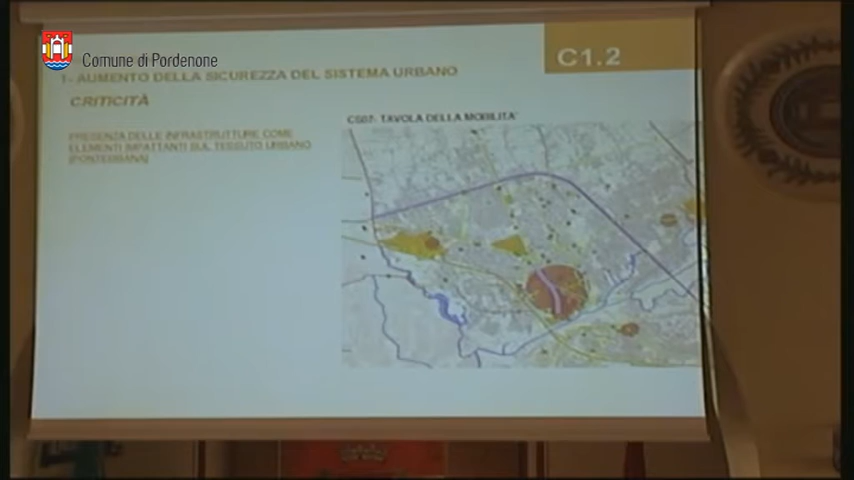 Comune di Pordenone
C1.2
1 - AUMENTO DELLA SICUREZZA DEL SISTEMA URBANO
CRITICITÀ
CS07- TAVOLA DELLA MOBILITA'
PRESENZA DELLE INFRASTRUTTURE COME
ELEMENTI IMPATTANTI SUL TESSUTO URBANO
(PONTEBBANA)